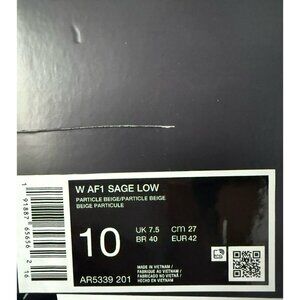 W AF1 SAGE LOW
PARTICLE BEIGE/PARTICLE BEIGE
BEIGE PARTICULE
10
UK 7.5
CM 27
BR 40
EUR 42
AR5339 201
MADE IN VIETNAM /
FABRIQUE AU VIETNAM /
FABRICADO NO VIETNÃ /
HECHO EN VIETNAM